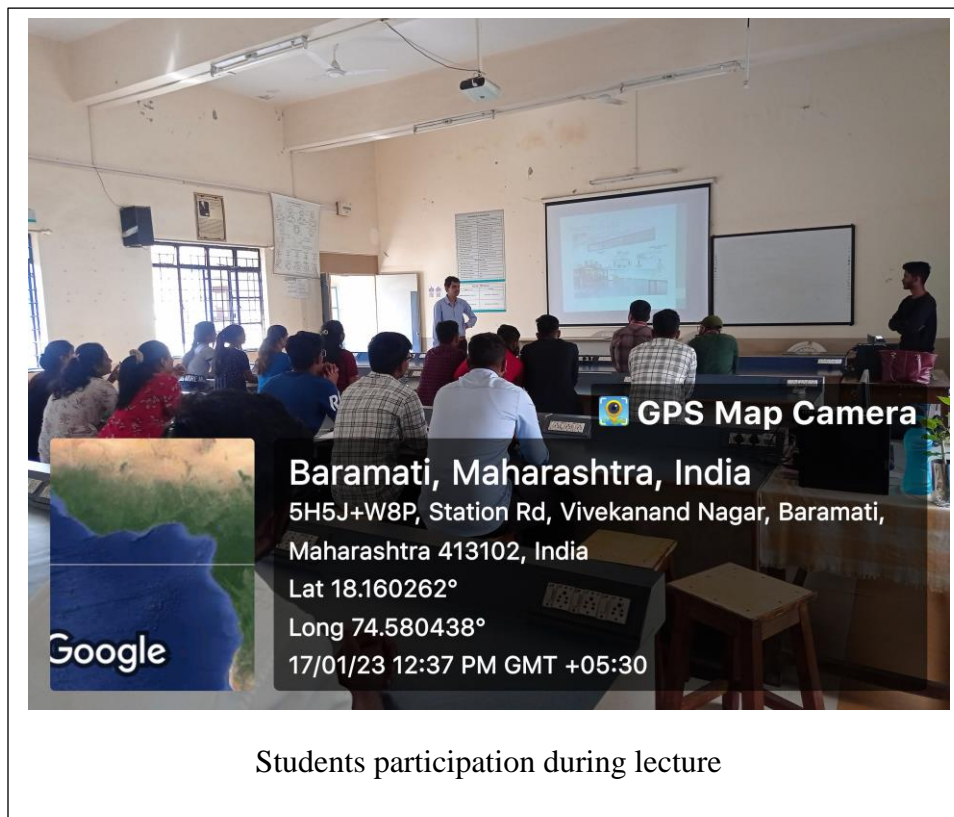 GPS Map Camera
Baramati, Maharashtra, India
5H5J+W8P, Station Rd, Vivekanand Nagar, Baramati,
Maharashtra 413102, India
Lat 18.160262°
Long 74.580438°
17/01/23 12:37 PM GMT +05:30
Google
Students participation during lecture